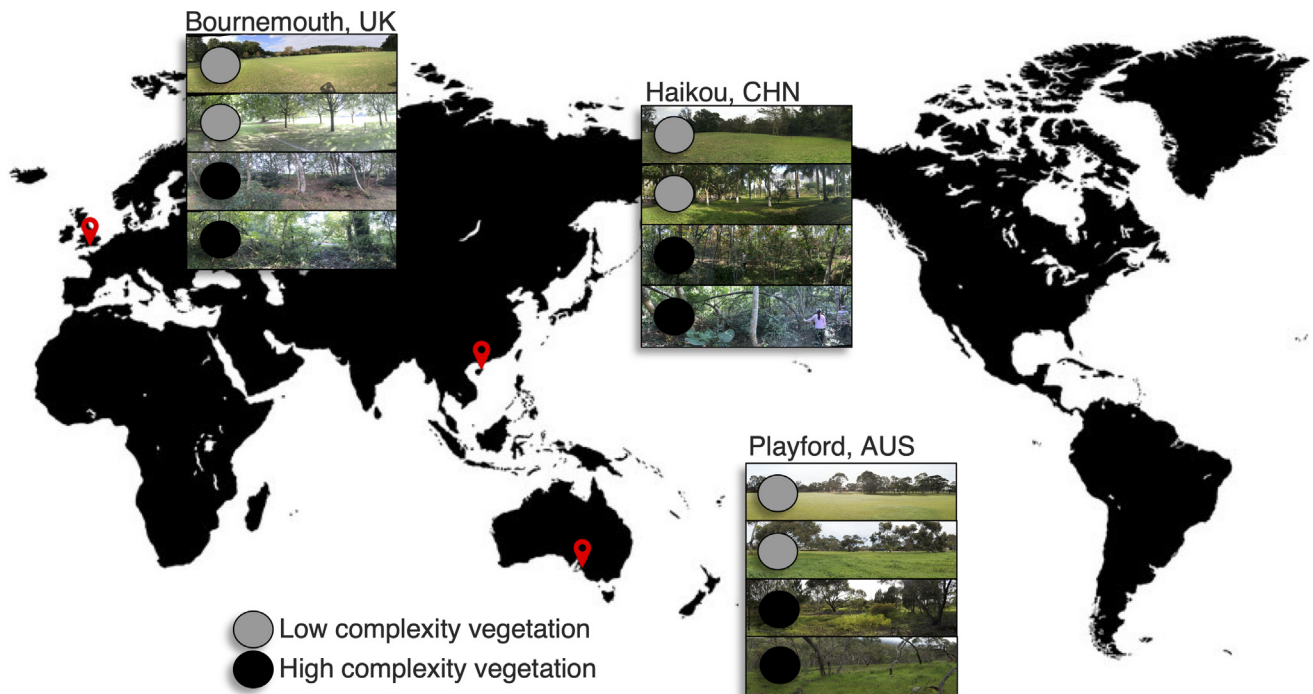 Bournemouth, UK
Haikou, CHN
Playford, AUS
Low complexity vegetation
High complexity vegetation